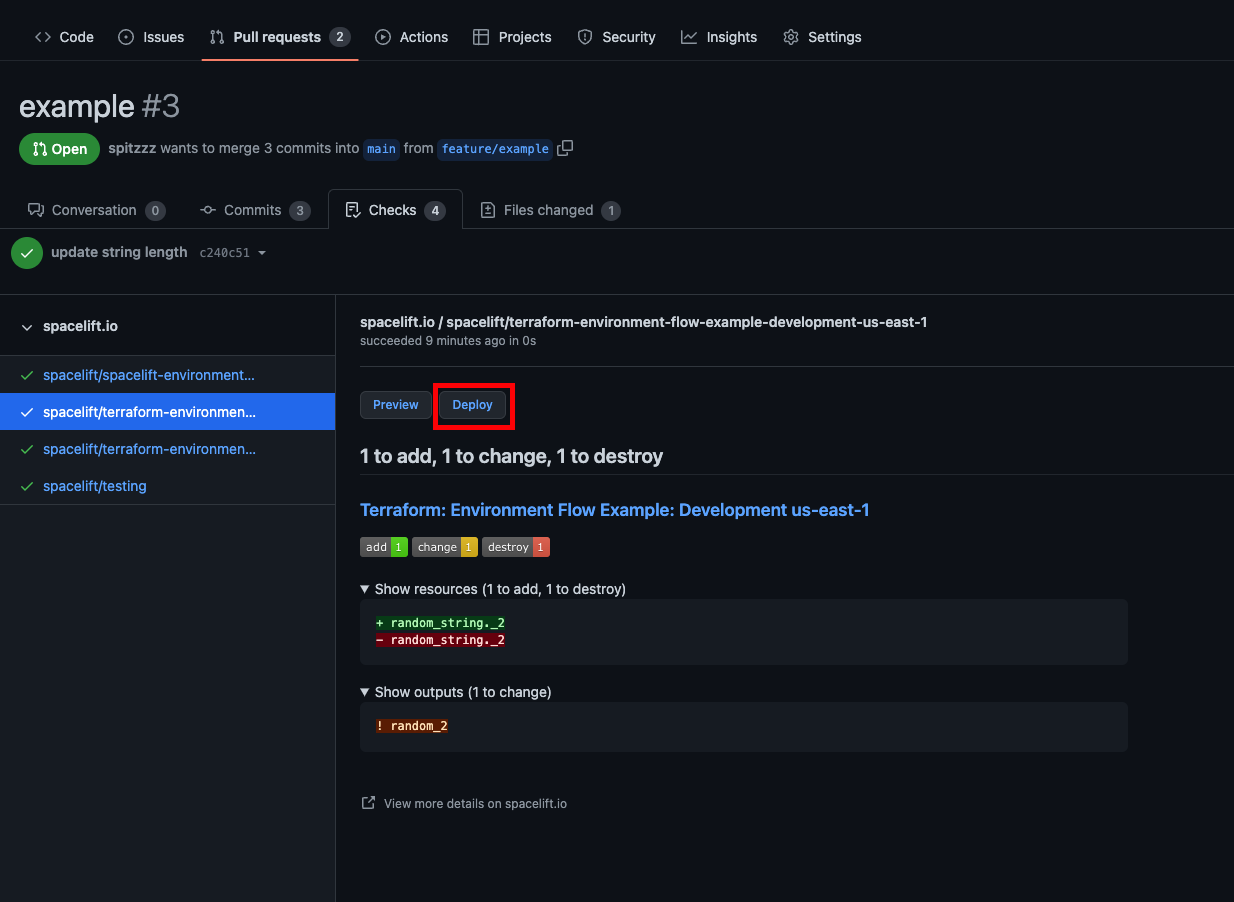 Code Issues Pull requests 2 Actions Projects Security Insights Settings
example #3
Open spitzzz wants to merge 3 commits into main from feature/example
Conversation 0 Commits 3 Checks 4 Files changed 1
update string length c240c51
spacelift.io
spacelift/spacelift-environment...
spacelift/terraform-environmen...
spacelift/terraform-environmen...
spacelift/testing
spacelift.io / spacelift/terraform-environment-flow-example-development-us-east-1
succeeded 9 minutes ago in 0s
Preview Deploy
1 to add, 1 to change, 1 to destroy
Terraform: Environment Flow Example: Development us-east-1
add 1 change 1 destroy 1
Show resources (1 to add, 1 to destroy)
+ random_string._2
- random_string._2
Show outputs (1 to change)
! random_2
View more details on spacelift.io